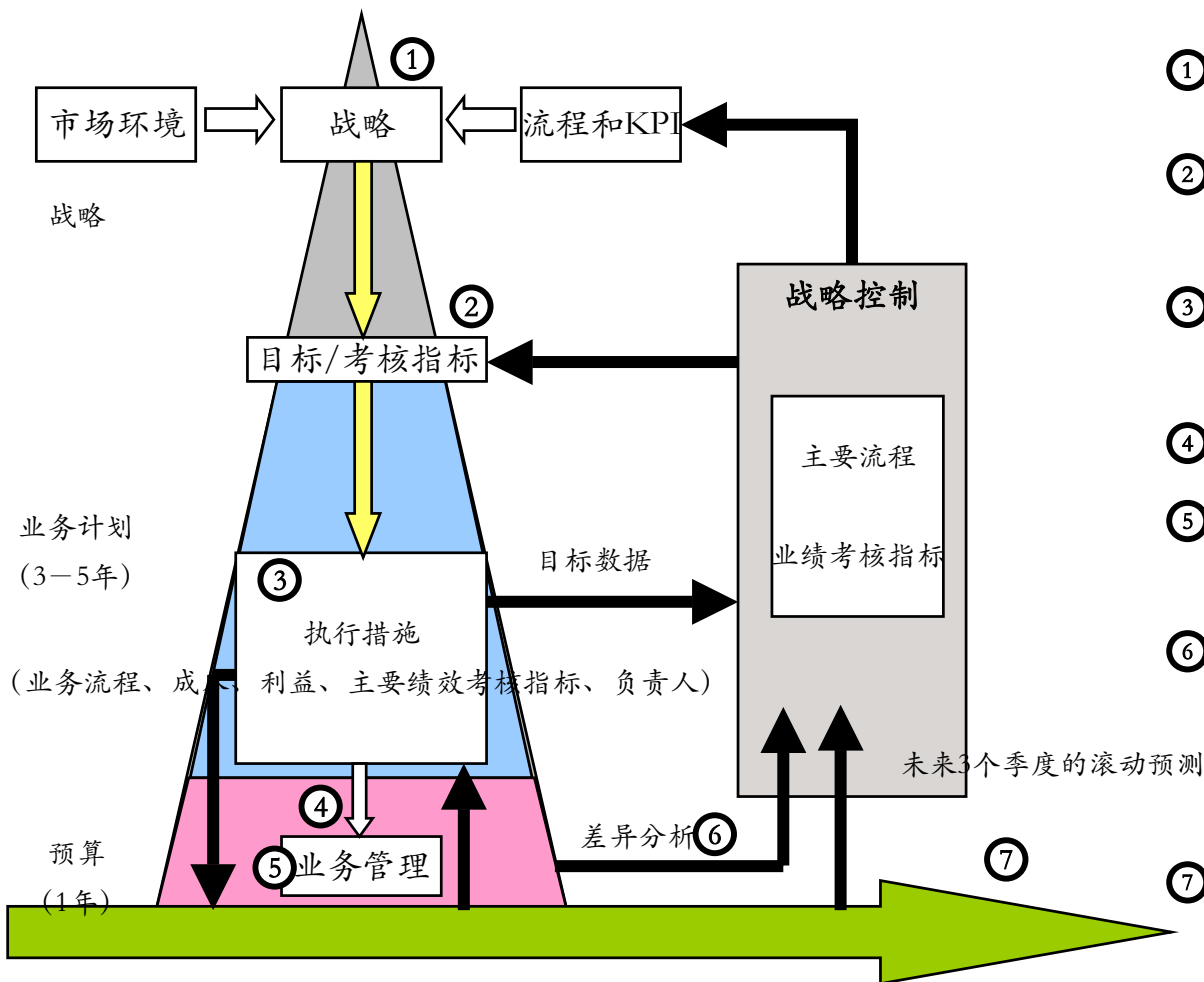 ①
①
市场环境
战略
流程和KPI
②
战略
②
战略控制
③
目标/考核指标
主要流程
④
业务计划
目标数据
业绩考核指标
⑤
(3－5年)
③
执行措施
⑥
(业务流程、成本、利益、主要绩效考核指标、负责人)
未来3个季度的滚动预测
④
差异分析
⑥
预算
⑤
业务管理
⑦
⑦
(1年)